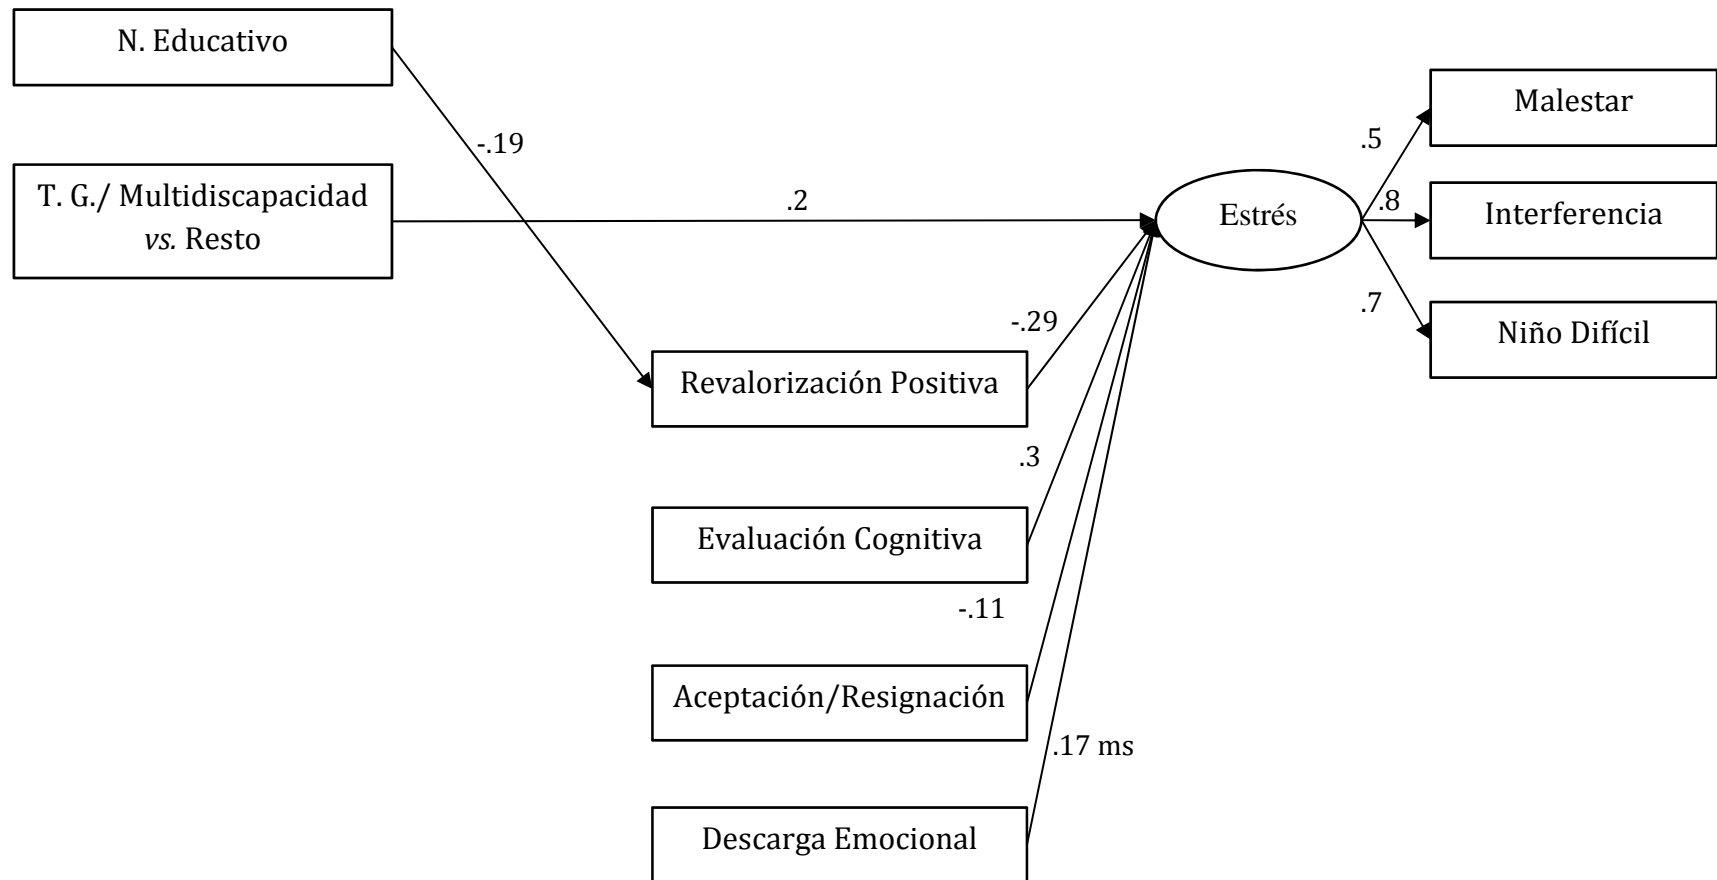 N. Educativo
T. G./ Multidiscapacidad
vs. Resto
-.19
.2
Estrés
.5
.8
.7
Malestar
Interferencia
Niño Difícil
-.29
Revalorización Positiva
.3
Evaluación Cognitiva
-.11
Aceptación/Resignación
.17 ms
Descarga Emocional